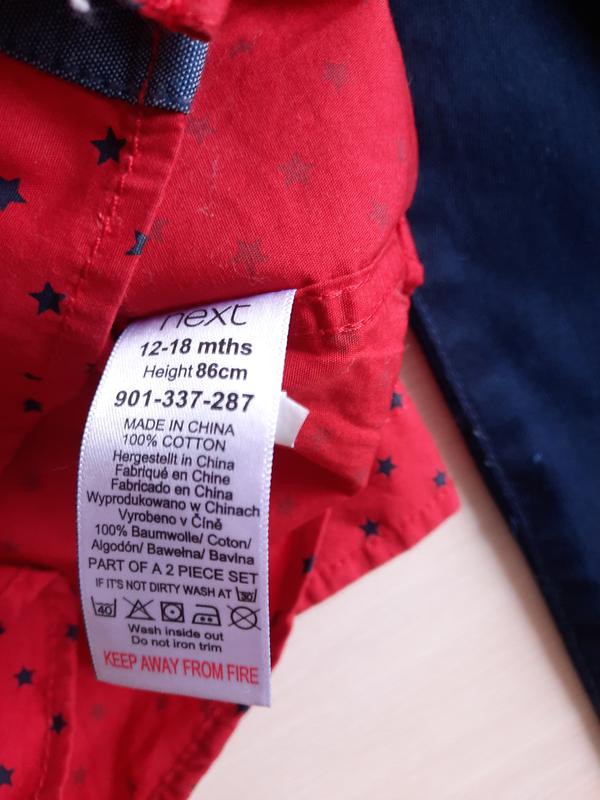 next
12-18 mths
Height 86cm
901-337-287
MADE IN CHINA
100% COTTON
Hergestellt in China
Fabriqué en Chine
Fabricado en China
Wyprodukowano w Chinach
Vyrobeno v Číně
100% Baumwolle/ Coton/
Algodón/ Bawełna/ Bavlna
PART OF A 2 PIECE SET
IF IT'S NOT DIRTY WASH AT 30
40
Wash inside out
Do not iron trim
KEEP AWAY FROM FIRE